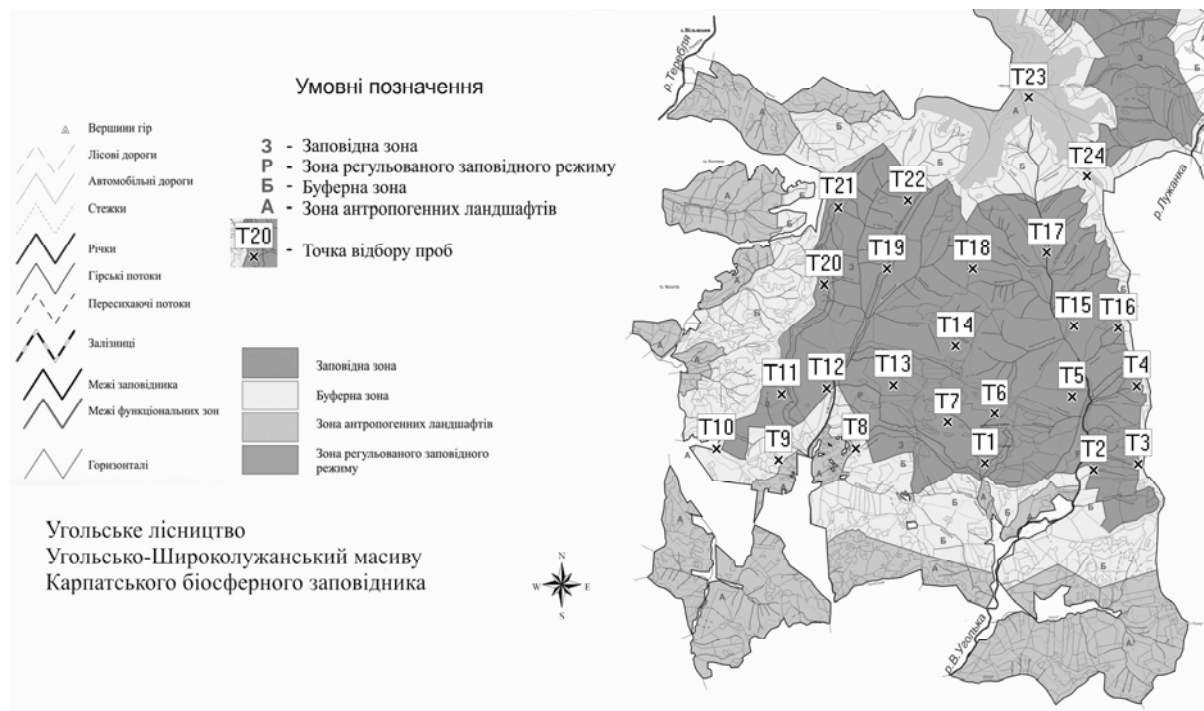 Умовні позначення
Вершини гір
Лісові дороги
Автомобільні дороги
Стежки
Річки
Гірські потоки
Пересихаючі потоки
Залізниці
Межі заповідника
Межі функціональних зон
Горизонталі
З - Заповідна зона
Р - Зона регульованого заповідного режиму
Б - Буферна зона
А - Зона антропогенних ландшафтів
Т20 - Точка відбору проб
Заповідна зона
Буферна зона
Зона антропогенних ландшафтів
Зона регульованого заповідного
режиму
Угольське лісництво
Угольсько-Широколужанський масиву
Карпатського біосферного заповідника
N
W E
S
р. Теребля
З
Б
Т23
А
Т24
р. Лужанка
А
Б
Б
Б
Т22
Т21
А
Б
Т17
Т19
Т18
Т20
З
А
Б
Б
Т15
Т16
Т14
А
Т12
Т13
Т4
Т11
Т5
Т6
Р
Т7
Т10
Т9
Т8
Т1
Т2
Т3
А
З
Б
А
А
А
Б
Б
Б
А
Б
А
Б
А
А
р.В.Уголька